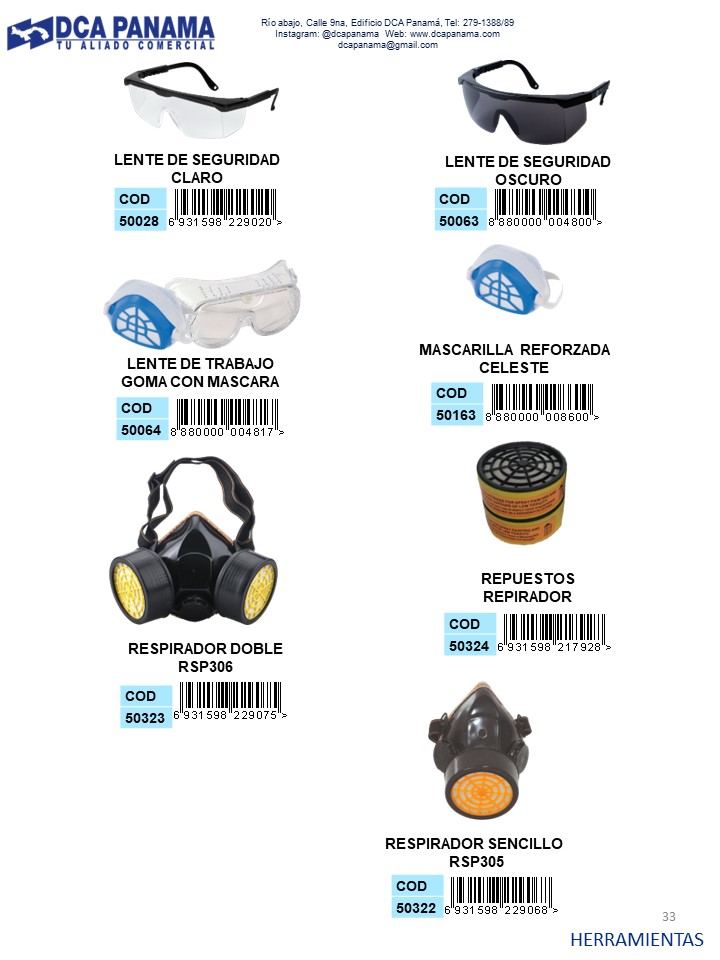 DCA PANAMA
TU ALIADO COMERCIAL
Río abajo, Calle 9na, Edificio DCA Panamá, Tel: 279-1388/89
Instagram: @dcapanama Web: www.dcapanama.com
dcapanama@gmail.com
LENTE DE SEGURIDAD
CLARO
COD
50028
6 931598 229020 >
LENTE DE SEGURIDAD
OSCURO
COD
50063
8 880000 004800 >
LENTE DE TRABAJO
GOMA CON MASCARA
COD
50064
8 880000 004817 >
MASCARILLA REFORZADA
CELESTE
COD
50163
8 880000 008600 >
RESPIRADOR DOBLE
RSP306
COD
50323
6 931598 229075 >
REPUESTOS
REPIRADOR
COD
50324
6 931598 217928 >
RESPIRADOR SENCILLO
RSP305
COD
50322
6 931598 229068 >
33
HERRAMIENTAS